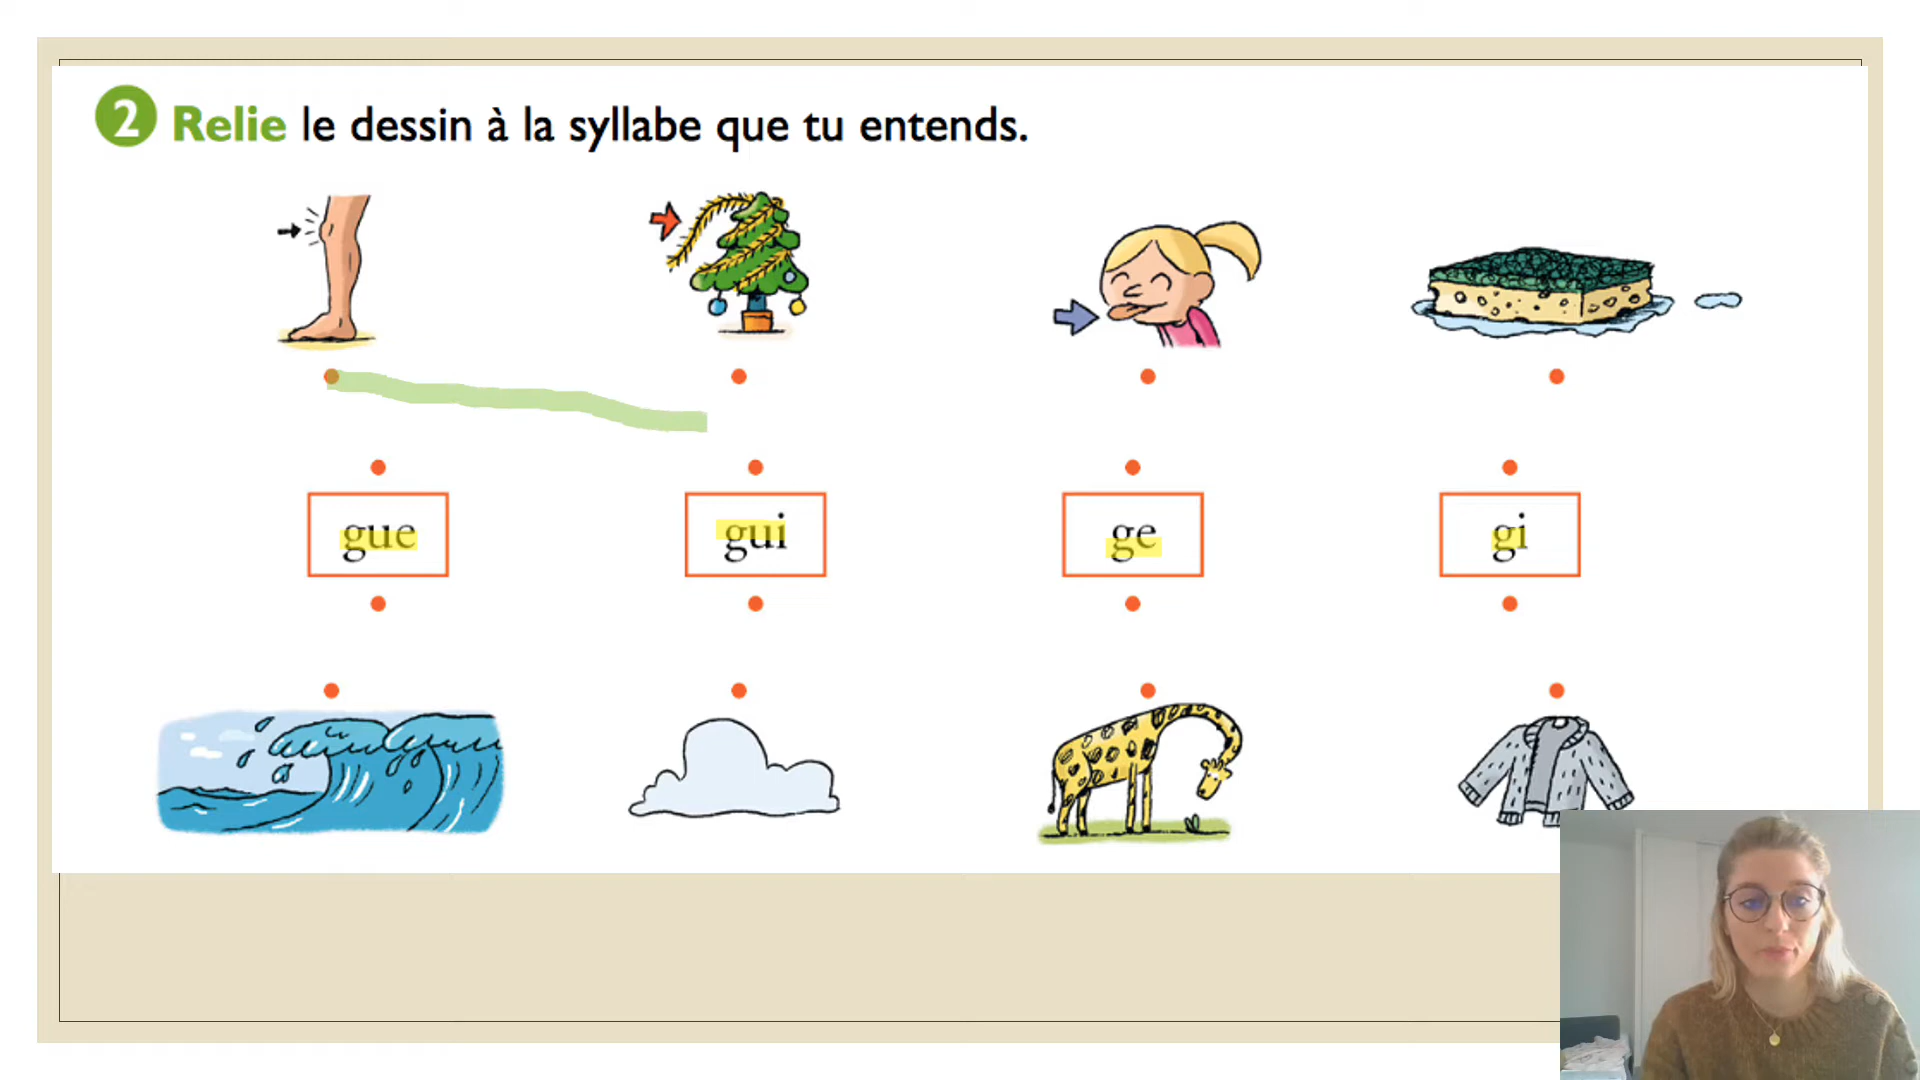 2 Relie le dessin à la syllabe que tu entends.
gue gui ge gi